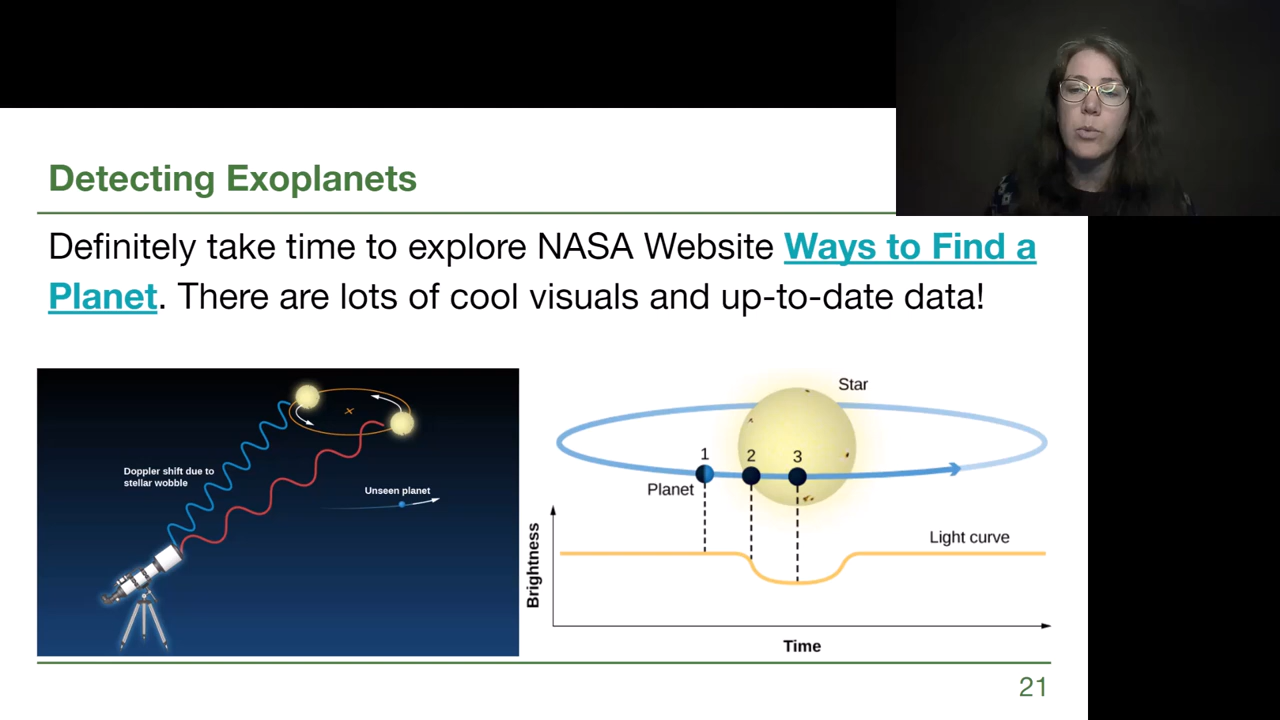 Detecting Exoplanets
Definitely take time to explore NASA Website Ways to Find a
Planet. There are lots of cool visuals and up-to-date data!
Doppler shift due to
stellar wobble
Unseen planet
Star
1
2
3
Planet
Light curve
Brightness
Time
21